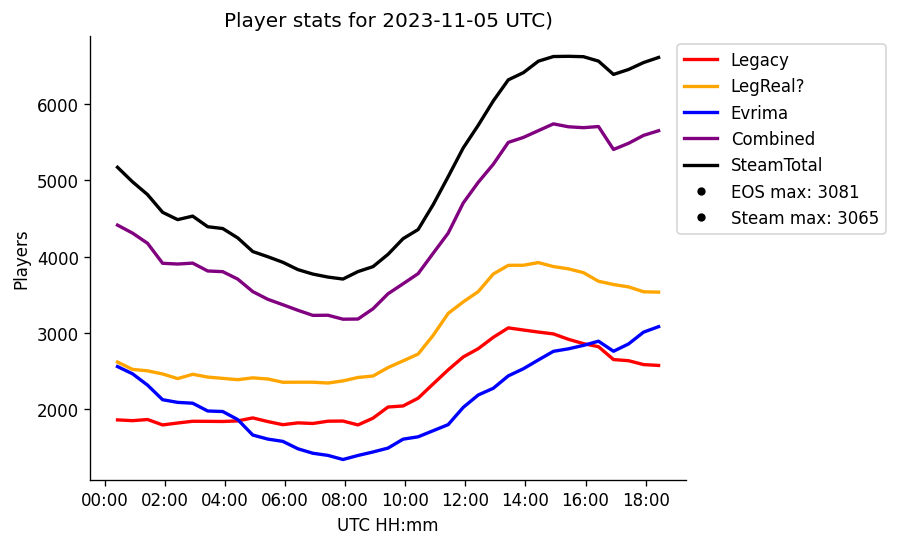 Player stats for 2023-11-05 UTC)
Legacy
LegReal?
Evrima
Combined
SteamTotal
EOS max: 3081
Steam max: 3065
Players
6000
5000
4000
3000
2000
00:00 02:00 04:00 06:00 08:00 10:00 12:00 14:00 16:00 18:00
UTC HH:mm